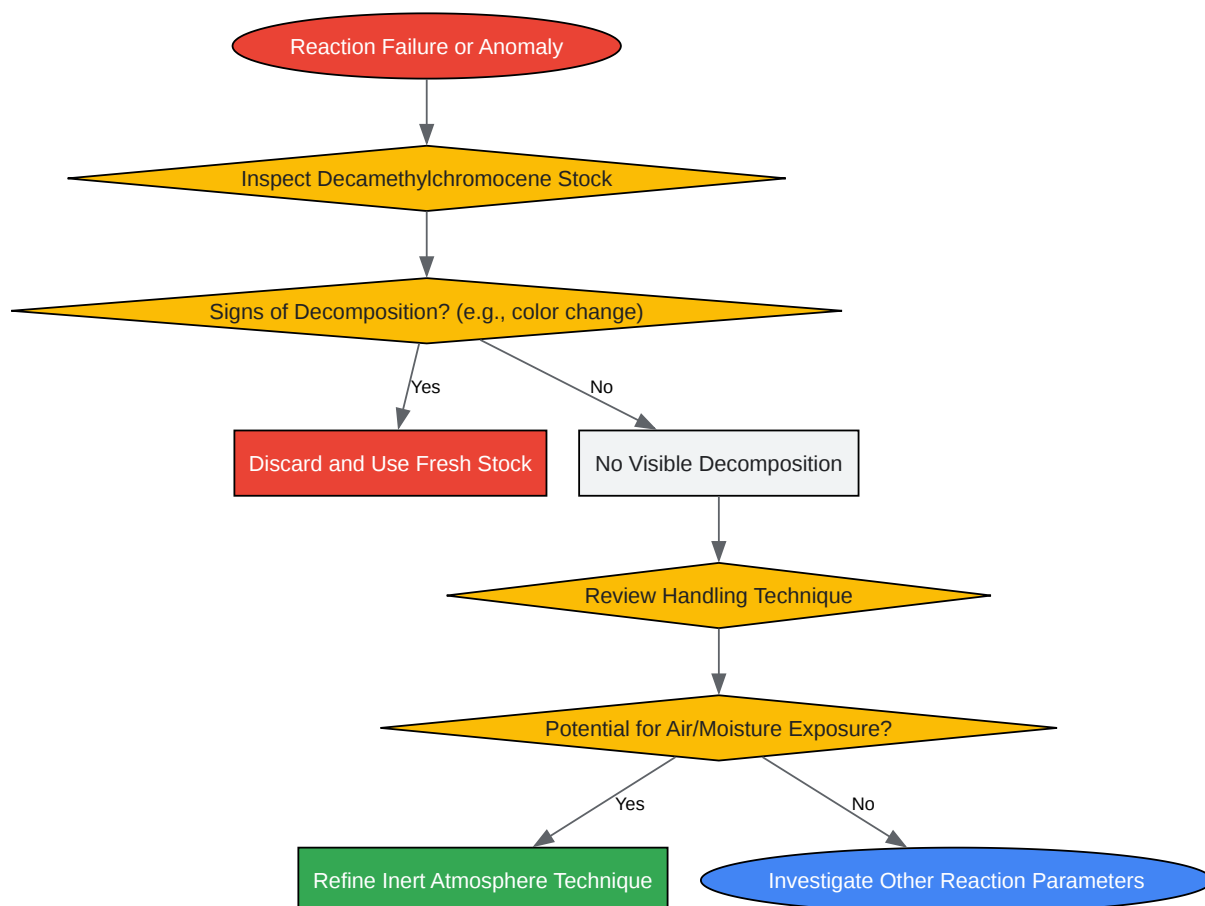 Reaction Failure or Anomaly
Inspect Decamethylchromocene Stock
Signs of Decomposition? (e.g., color change)
Yes
No
Discard and Use Fresh Stock
No Visible Decomposition
Review Handling Technique
Potential for Air/Moisture Exposure?
Yes
No
Refine Inert Atmosphere Technique
Investigate Other Reaction Parameters